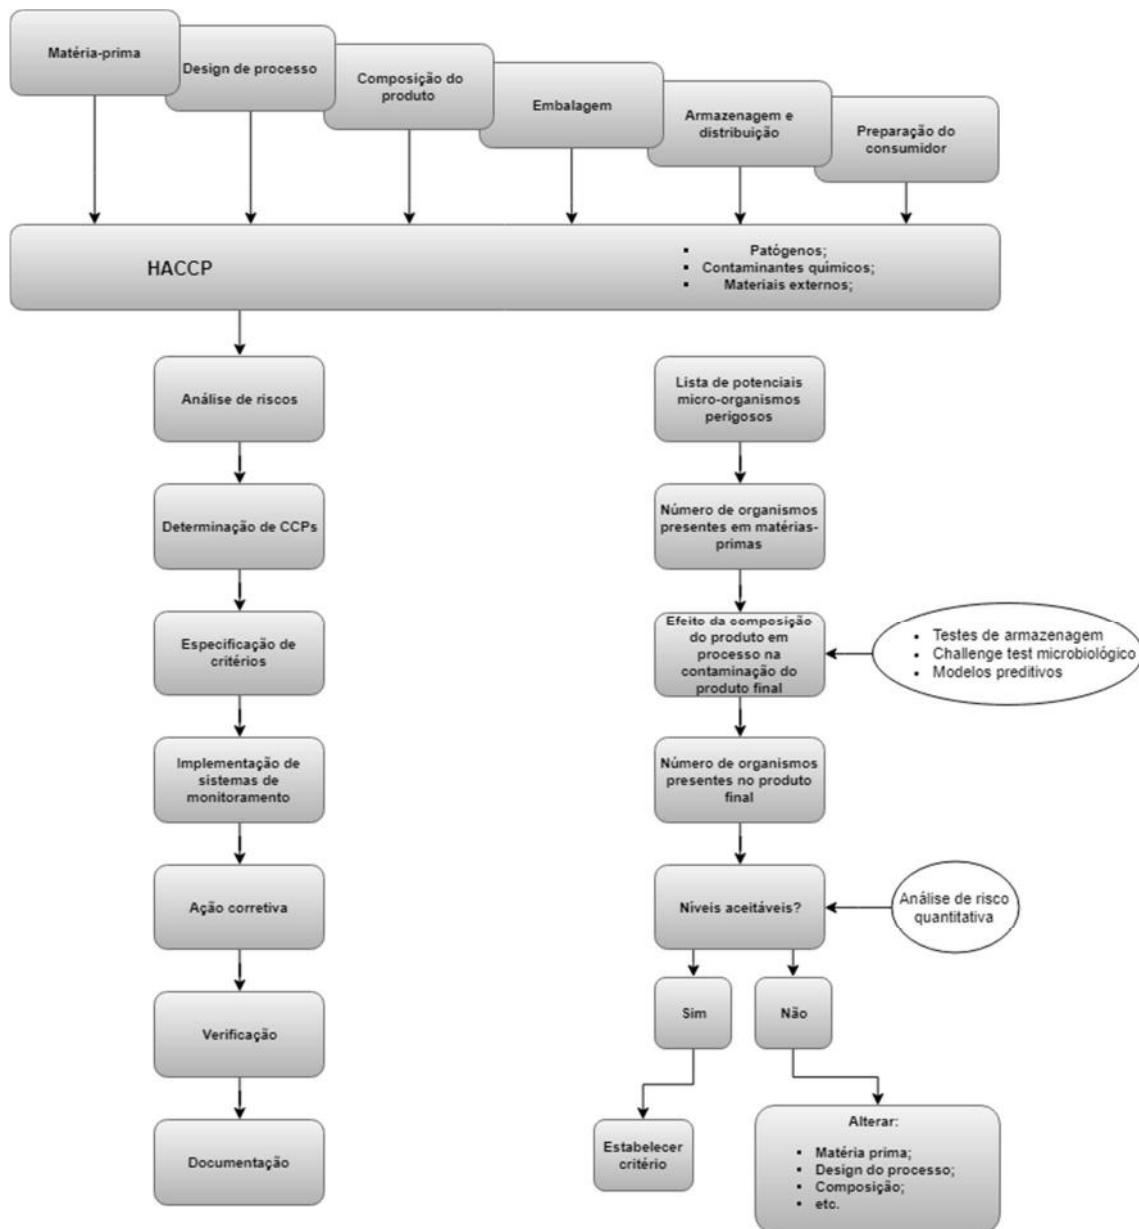 Matéria-prima
Design de processo
Composição do
produto
Embalagem
Armazenagem e
distribuição
Preparação do
consumidor
HACCP
▪ Patógenos;
▪ Contaminantes químicos;
▪ Materiais externos;
Análise de riscos
Determinação de CCPs
Especificação de
critérios
Implementação de
sistemas de
monitoramento
Ação corretiva
Verificação
Documentação
Lista de potenciais
micro-organismos
perigosos
Número de organismos
presentes em matérias-
primas
Efeito da composição
do produto em
processo na
contaminação do
produto final
• Testes de armazenagem
• Challenge test microbiológico
• Modelos preditivos
Número de organismos
presentes no produto
final
Níveis aceitáveis?
Análise de risco
quantitativa
Sim
Não
Estabelecer
critério
Alterar:
▪ Matéria prima;
▪ Design do processo;
▪ Composição;
▪ etc.